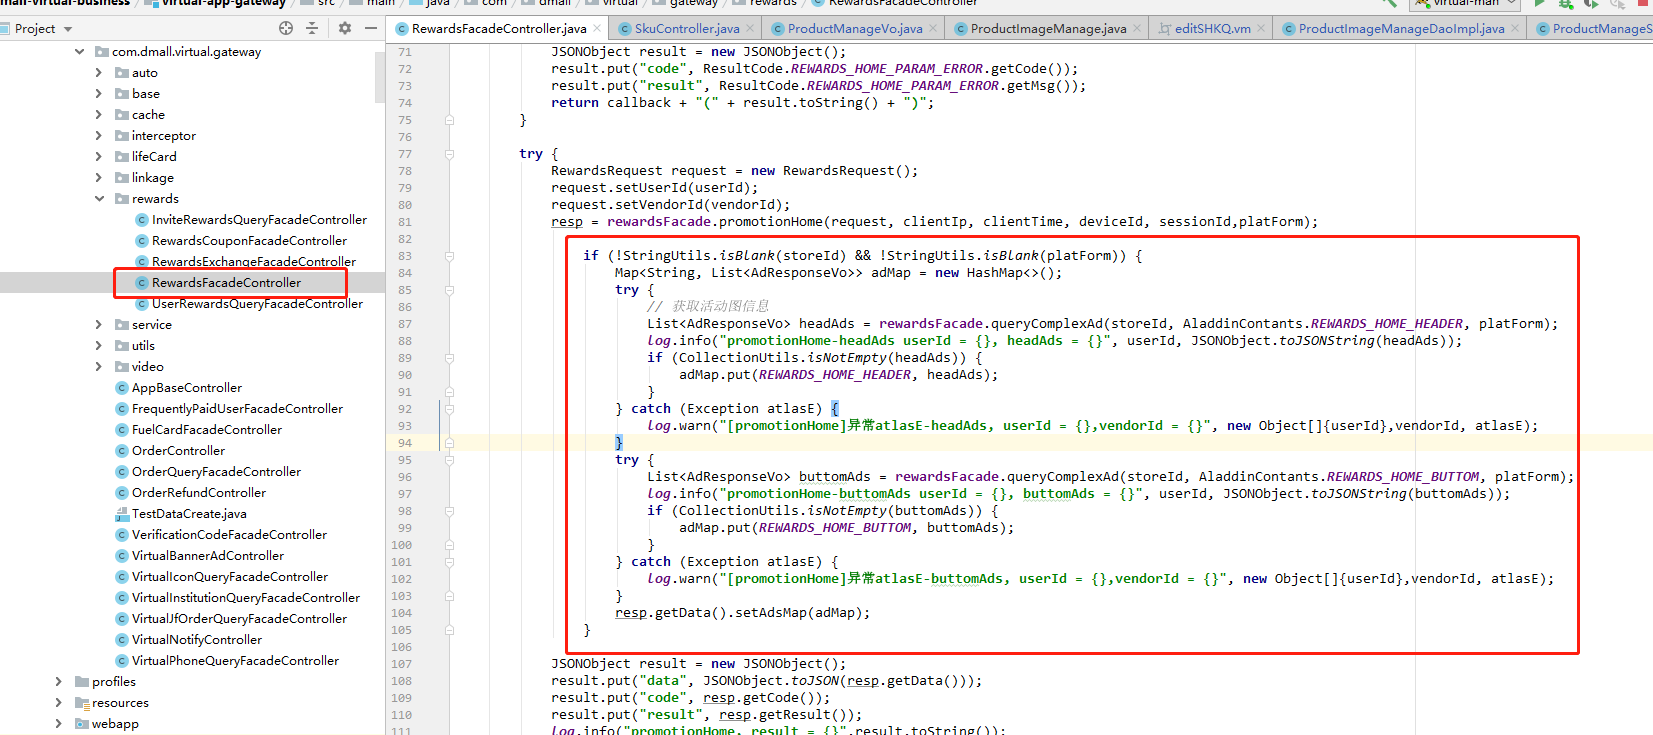 mall-virtual-business
virtual-app-gateway
src
main
java
com
dmall
virtual
gateway
rewards
RewardsFacadeController
virtual-man
Project
RewardsFacadeController.java
SkuController.java
ProductManageVo.java
ProductImageManage.java
editSHKQ.vm
ProductImageManageDaoImpl.java
ProductManageS
com.dmall.virtual.gateway
auto
base
cache
interceptor
lifeCard
linkage
rewards
InviteRewardsQueryFacadeController
RewardsCouponFacadeController
RewardsExchangeFacadeController
RewardsFacadeController
UserRewardsQueryFacadeController
service
utils
video
AppBaseController
FrequentlyPaidUserFacadeController
FuelCardFacadeController
OrderController
OrderQueryFacadeController
OrderRefundController
TestDataCreate.java
VerificationCodeFacadeController
VirtualBannerAdController
VirtualIconQueryFacadeController
VirtualInstitutionQueryFacadeController
VirtualJfOrderQueryFacadeController
VirtualNotifyController
VirtualPhoneQueryFacadeController
profiles
resources
webapp
71 JSONObject result = new JSONObject();
72 result.put("code", ResultCode.REWARDS_HOME_PARAM_ERROR.getCode());
73 result.put("result", ResultCode.REWARDS_HOME_PARAM_ERROR.getMsg());
74 return callback + "(" + result.toString() + ")";
75 }
76
77 try {
78 RewardsRequest request = new RewardsRequest();
79 request.setUserId(userId);
80 request.setVendorId(vendorId);
81 resp = rewardsFacade.promotionHome(request, clientIp, clientTime, deviceId, sessionId,platForm);
82
83 if (!StringUtils.isBlank(storeId) && !StringUtils.isBlank(platForm)) {
84 Map<String, List<AdResponseVo>> adMap = new HashMap<>();
85 try {
86 // 获取活动图信息
87 List<AdResponseVo> headAds = rewardsFacade.queryComplexAd(storeId, AladdinContants.REWARDS_HOME_HEADER, platForm);
88 log.info("promotionHome-headAds userId = {}, headAds = {}", userId, JSONObject.toJSONString(headAds));
89 if (CollectionUtils.isNotEmpty(headAds)) {
90 adMap.put(REWARDS_HOME_HEADER, headAds);
91 }
92 } catch (Exception atlasE) {
93 log.warn("[promotionHome]异常atlasE-headAds, userId = {},vendorId = {}", new Object[]{userId},vendorId, atlasE);
94 }
95 try {
96 List<AdResponseVo> buttomAds = rewardsFacade.queryComplexAd(storeId, AladdinContants.REWARDS_HOME_BUTTOM, platForm);
97 log.info("promotionHome-buttomAds userId = {}, buttomAds = {}", userId, JSONObject.toJSONString(buttomAds));
98 if (CollectionUtils.isNotEmpty(buttomAds)) {
99 adMap.put(REWARDS_HOME_BUTTOM, buttomAds);
100 }
101 } catch (Exception atlasE) {
102 log.warn("[promotionHome]异常atlasE-buttomAds, userId = {},vendorId = {}", new Object[]{userId},vendorId, atlasE);
103 }
104 resp.getData().setAdsMap(adMap);
105 }
106
107 JSONObject result = new JSONObject();
108 result.put("data", JSONObject.toJSON(resp.getData()));
109 result.put("code", resp.getCode());
110 result.put("result", resp.getResult());
111 log.info("promotionHome, result = {}",result.toString());